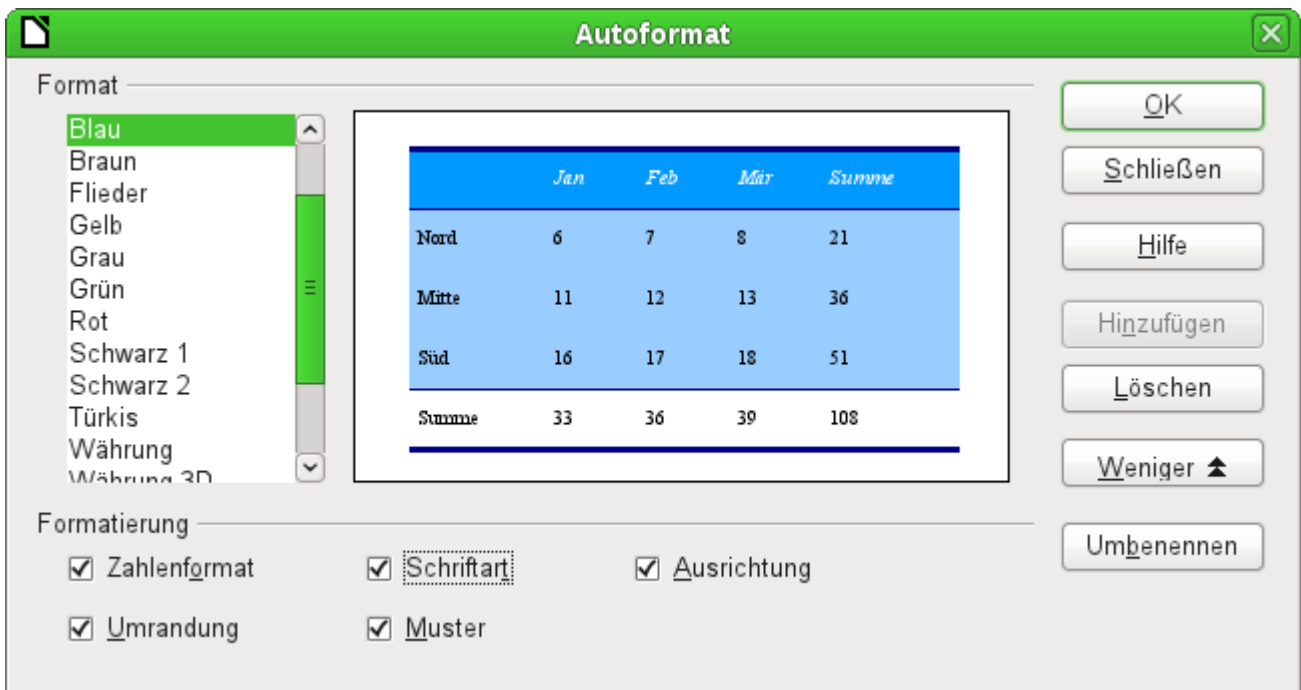 Autoformat
Format
Blau
Braun
Flieder
Gelb
Grau
Grün
Rot
Schwarz 1
Schwarz 2
Türkis
Währung
Währung 3D
Jan Feb Mär Summe
Nord 6 7 8 21
Mitte 11 12 13 36
Süd 16 17 18 51
Summe 33 36 39 108
OK
Schließen
Hilfe
Hinzufügen
Löschen
Weniger
Umbenennen
Formatierung
Zahlenformat Schriftart Ausrichtung
Umrandung Muster